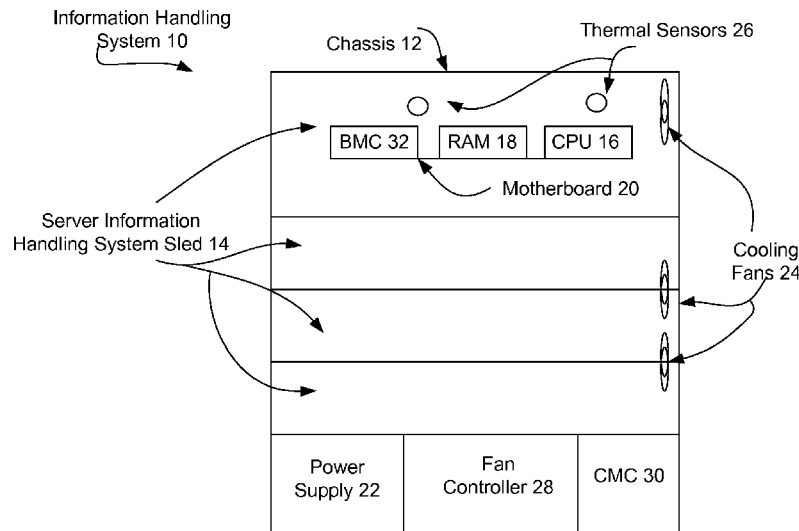 Information Handling
System 10
Chassis 12
Thermal Sensors 26
BMC 32
RAM 18
CPU 16
Motherboard 20
Server Information
Handling System Sled 14
Cooling
Fans 24
Power
Supply 22
Fan
Controller 28
CMC 30